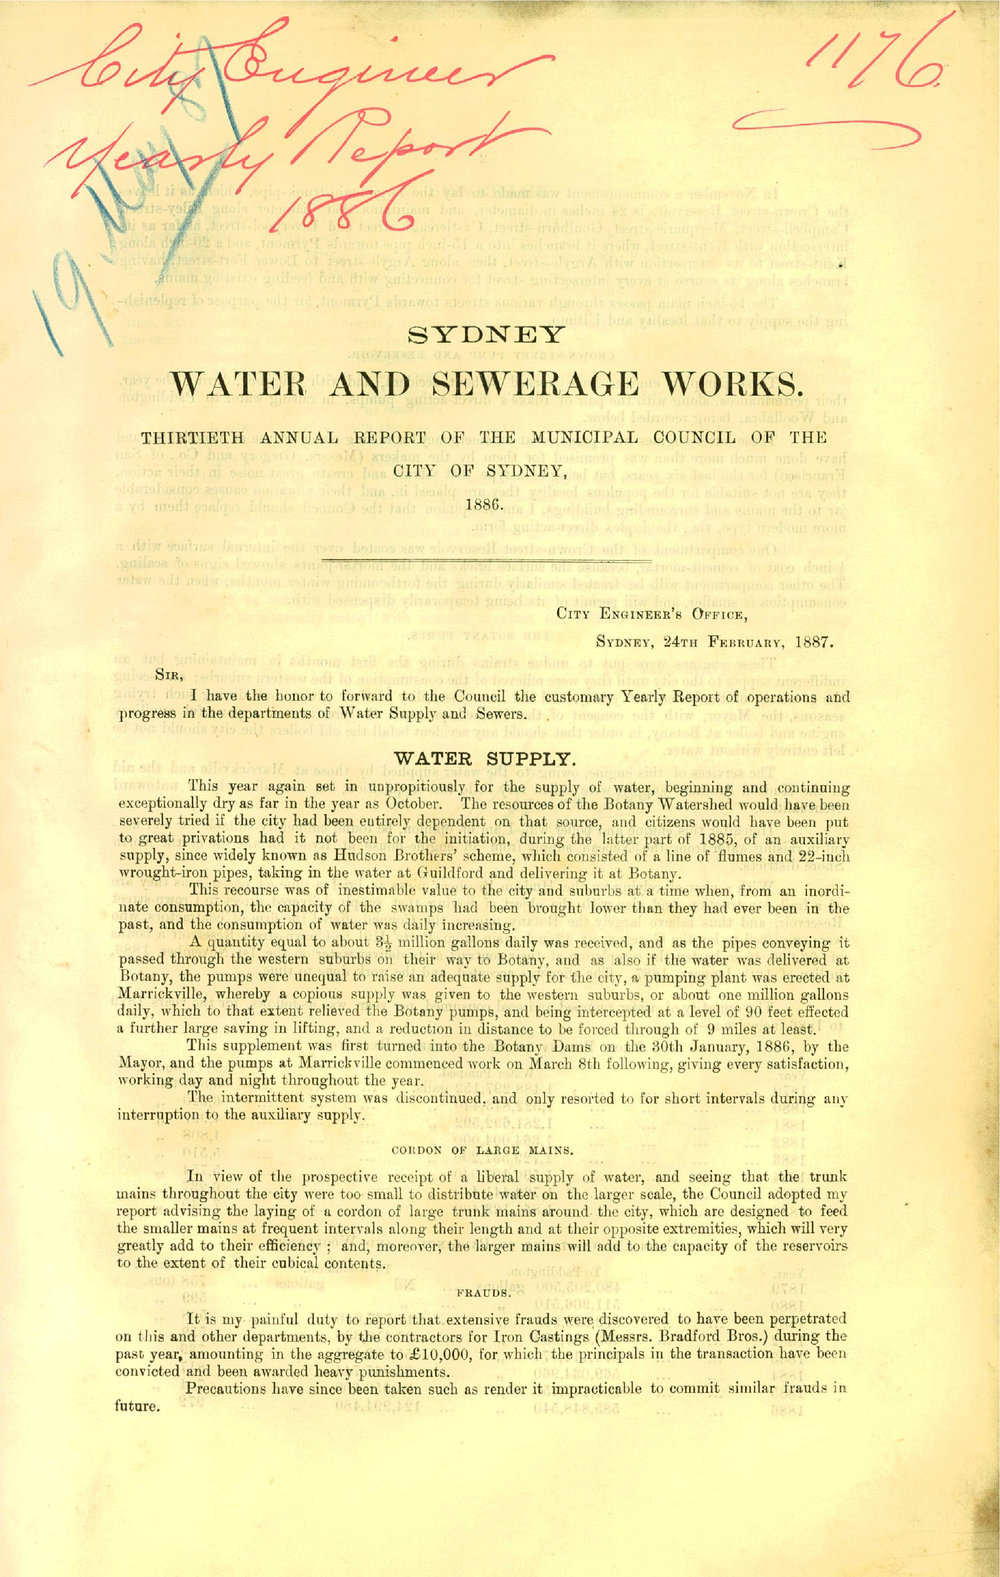 City Engineer
Yearly Report
1886
1176.
19 May 87
SYDNEY
WATER AND SEWERAGE WORKS.
THIRTIETH ANNUAL REPORT OF THE MUNICIPAL COUNCIL OF THE
CITY OF SYDNEY,
1886.
CITY ENGINEER'S OFFICE,
SYDNEY, 24TH FEBRUARY, 1887.
SIR,
I have the honor to forward to the Council the customary Yearly Report of operations and
progress in the departments of Water Supply and Sewers.
WATER SUPPLY.
This year again set in unpropitiously for the supply of water, beginning and continuing
exceptionally dry as far in the year as October. The resources of the Botany Watershed would have been
severely tried if the city had been entirely dependent on that source, and citizens would have been put
to great privations had it not been for the initiation, during the latter part of 1885, of an auxiliary
supply, since widely known as Hudson Brothers' scheme, which consisted of a line of flumes and 22-inch
wrought-iron pipes, taking in the water at Guildford and delivering it at Botany.
This recourse was of inestimable value to the city and suburbs at a time when, from an inordi-
nate consumption, the capacity of the swamps had been brought lower than they had ever been in the
past, and the consumption of water was daily increasing.
A quantity equal to about 3½ million gallons daily was received, and as the pipes conveying it
passed through the western suburbs on their way to Botany, and as also if the water was delivered at
Botany, the pumps were unequal to raise an adequate supply for the city, a pumping plant was erected at
Marrickville, whereby a copious supply was given to the western suburbs, or about one million gallons
daily, which to that extent relieved the Botany pumps, and being intercepted at a level of 90 feet effected
a further large saving in lifting, and a reduction in distance to be forced through of 9 miles at least.
This supplement was first turned into the Botany Dams on the 30th January, 1886, by the
Mayor, and the pumps at Marrickville commenced work on March 8th following, giving every satisfaction,
working day and night throughout the year.
The intermittent system was discontinued, and only resorted to for short intervals during any
interruption to the auxiliary supply.
CORDON OF LARGE MAINS.
In view of the prospective receipt of a liberal supply of water, and seeing that the trunk
mains throughout the city were too small to distribute water on the larger scale, the Council adopted my
report advising the laying of a cordon of large trunk mains around the city, which are designed to feed
the smaller mains at frequent intervals along their length and at their opposite extremities, which will very
greatly add to their efficiency ; and, moreover, the larger mains will add to the capacity of the reservoirs
to the extent of their cubical contents.
FRAUDS.
It is my painful duty to report that extensive frauds were discovered to have been perpetrated
on this and other departments, by the contractors for Iron Castings (Messrs. Bradford Bros.) during the
past year, amounting in the aggregate to £10,000, for which the principals in the transaction have been
convicted and been awarded heavy punishments.
Precautions have since been taken such as render it impracticable to commit similar frauds in
future.